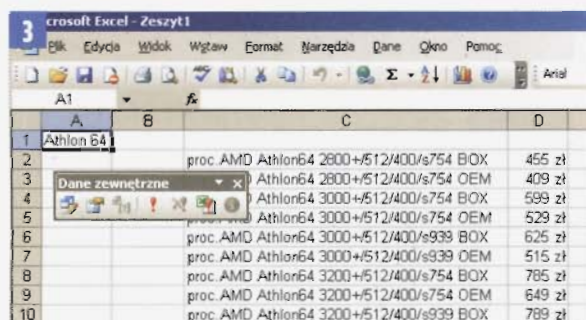 3
crosoft Excel - Zeszyt1
Plik Edycja Widok Wstaw Format Narzędzia Dane Okno Pomoc
Arial
A1 fx
A B C D
1 Athlon 64
2 proc.AMD Athlon64 2800+/512/400/s754 BOX 455 zł
3 AMD Athlon64 2800+/512/400/s754 OEM 409 zł
Dane zewnętrzne
4 Athlon64 3000+/512/400/s754 BOX 599 zł
5 Athlon64 3000+/512/400/s754 OEM 529 zł
6 proc.AMD Athlon64 3000+/512/400/s939 BOX 625 zł
7 proc.AMD Athlon64 3000+/512/400/s939 OEM 515 zł
8 proc.AMD Athlon64 3200+/512/400/s754 BOX 785 zł
9 proc.AMD Athlon64 3200+/512/400/s754 OEM 649 zł
10 proc.AMD Athlon64 3200+/512/400/s939 BOX 789 zł